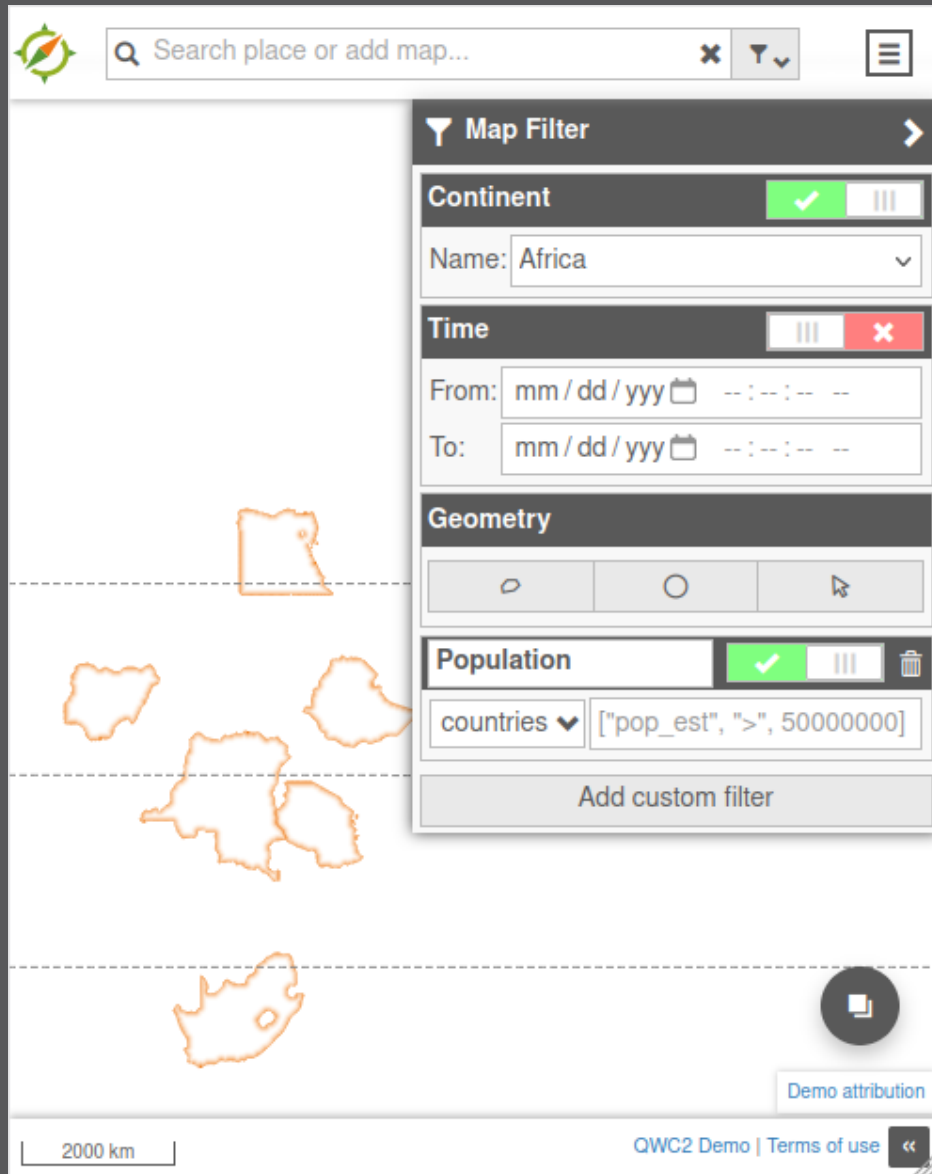 Search place or add map...
Map Filter
Continent
Name: Africa
Time
From: mm / dd / yyy -- : -- : -- --
To: mm / dd / yyy -- : -- : -- --
Geometry
Population
countries ["pop_est", ">", 50000000]
Add custom filter
Demo attribution
2000 km QWC2 Demo | Terms of use «